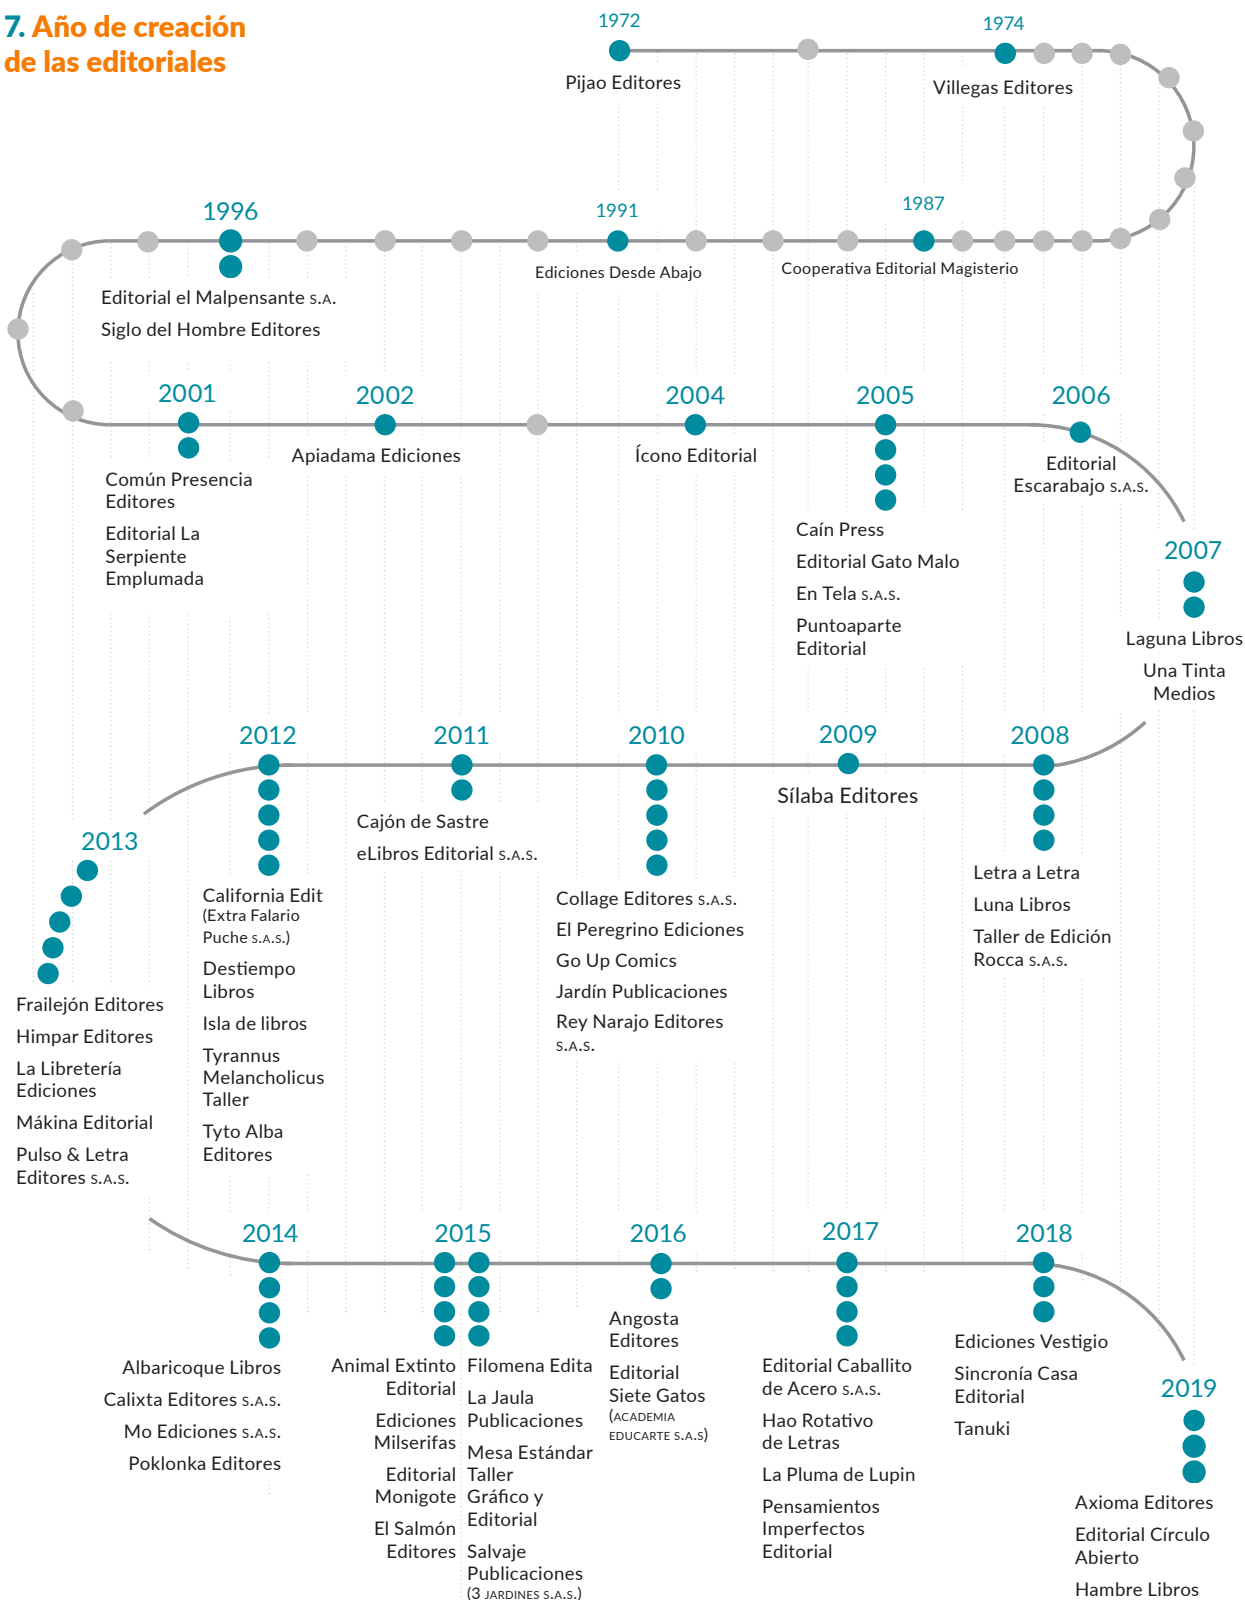 7. Año de creación
de las editoriales
1972
Pijao Editores
1974
Villegas Editores
1996
Editorial el Malpensante S.A.
Siglo del Hombre Editores
1991
Ediciones Desde Abajo
1987
Cooperativa Editorial Magisterio
2001
Común Presencia
Editores
Editorial La
Serpiente
Emplumada
2002
Apiadama Ediciones
2004
Ícono Editorial
2005
Caín Press
Editorial Gato Malo
En Tela S.A.S.
Puntoaparte
Editorial
2006
Editorial
Escarabajo S.A.S.
2007
Laguna Libros
Una Tinta
Medios
2012
California Edit
(Extra Falario
Puche S.A.S.)
Destiempo
Libros
Isla de libros
Tyrannus
Melancholicus
Taller
Tyto Alba
Editores
2011
Cajón de Sastre
eLibros Editorial S.A.S.
2010
Collage Editores S.A.S.
El Peregrino Ediciones
Go Up Comics
Jardín Publicaciones
Rey Narajo Editores
S.A.S.
2009
Sílaba Editores
2008
Letra a Letra
Luna Libros
Taller de Edición
Rocca S.A.S.
2013
Frailejón Editores
Himpar Editores
La Libretería
Ediciones
Mákina Editorial
Pulso & Letra
Editores S.A.S.
2014
Albaricoque Libros
Calixta Editores S.A.S.
Mo Ediciones S.A.S.
Poklonka Editores
2015
Animal Extinto
Editorial
Ediciones
Milserifas
Editorial
Monigote
El Salmón
Editores
Filomena Edita
La Jaula
Publicaciones
Mesa Estándar
Taller
Gráfico y
Editorial
Salvaje
Publicaciones
(3 JARDINES S.A.S.)
2016
Angosta
Editores
Editorial
Siete Gatos
(ACADEMIA
EDUCARTE S.A.S)
2017
Editorial Caballito
de Acero S.A.S.
Hao Rotativo
de Letras
La Pluma de Lupin
Pensamientos
Imperfectos
Editorial
2018
Ediciones Vestigio
Sincronía Casa
Editorial
Tanuki
2019
Axioma Editores
Editorial Círculo
Abierto
Hambre Libros